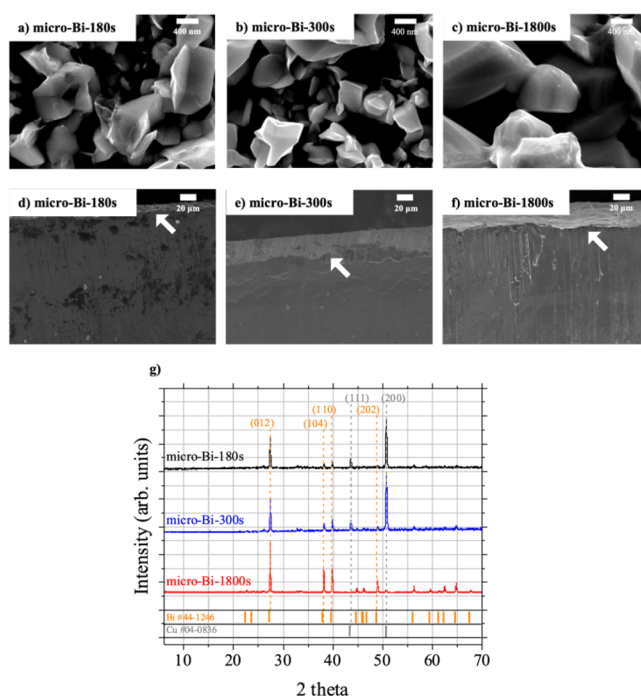 a) micro-Bi-180s
400 nm
b) micro-Bi-300s
400 nm
c) micro-Bi-1800s
400 nm
d) micro-Bi-180s
20 µm
e) micro-Bi-300s
20 µm
f) micro-Bi-1800s
20 µm
g)
(111) (200)
(110) (202)
(012) (104)
micro-Bi-180s
micro-Bi-300s
micro-Bi-1800s
Bi #44-1246
Cu #04-0836
Intensity (arb. units)
10 20 30 40 50 60 70
2 theta